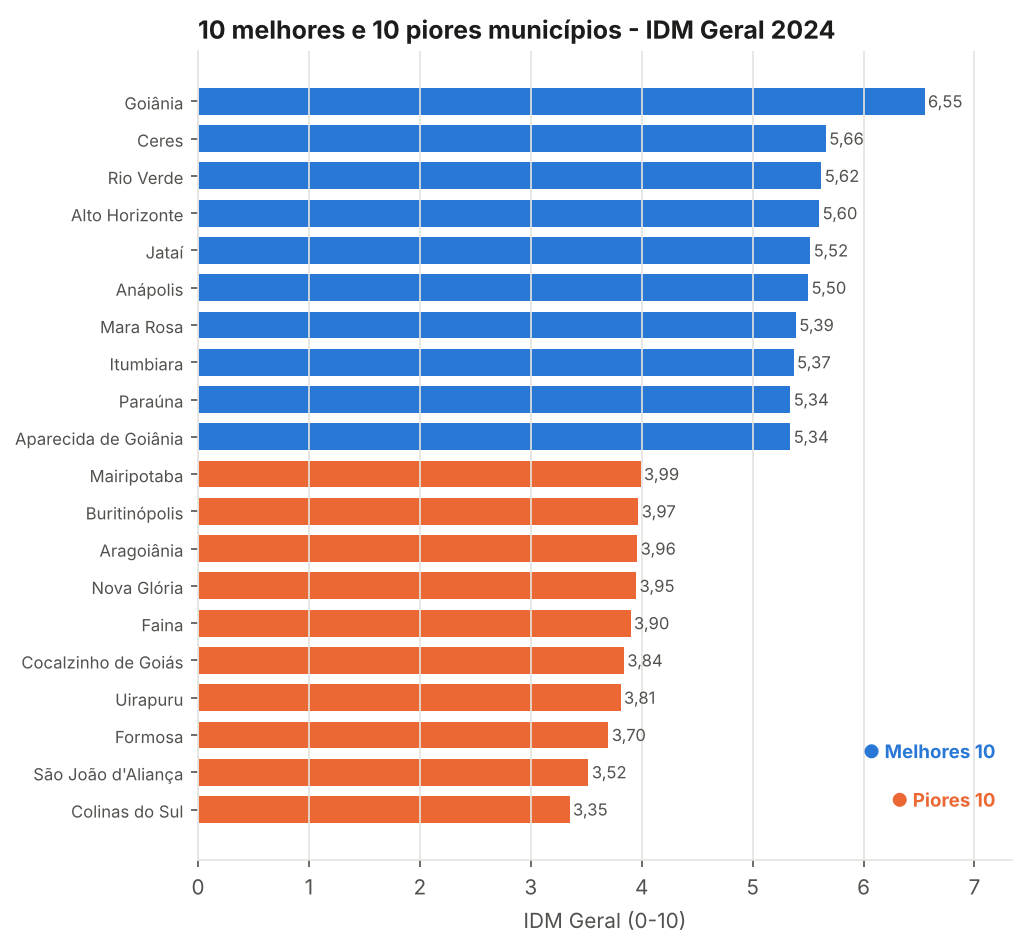 10 melhores e 10 piores municípios - IDM Geral 2024
Goiânia 6,55
Ceres 5,66
Rio Verde 5,62
Alto Horizonte 5,60
Jataí 5,52
Anápolis 5,50
Mara Rosa 5,39
Itumbiara 5,37
Paraúna 5,34
Aparecida de Goiânia 5,34
Mairipotaba 3,99
Buritinópolis 3,97
Aragoiânia 3,96
Nova Glória 3,95
Faina 3,90
Cocalzinho de Goiás 3,84
Uirapuru 3,81
Formosa 3,70
Melhores 10
São João d'Aliança 3,52
Piores 10
Colinas do Sul 3,35
0 1 2 3 4 5 6 7
IDM Geral (0-10)